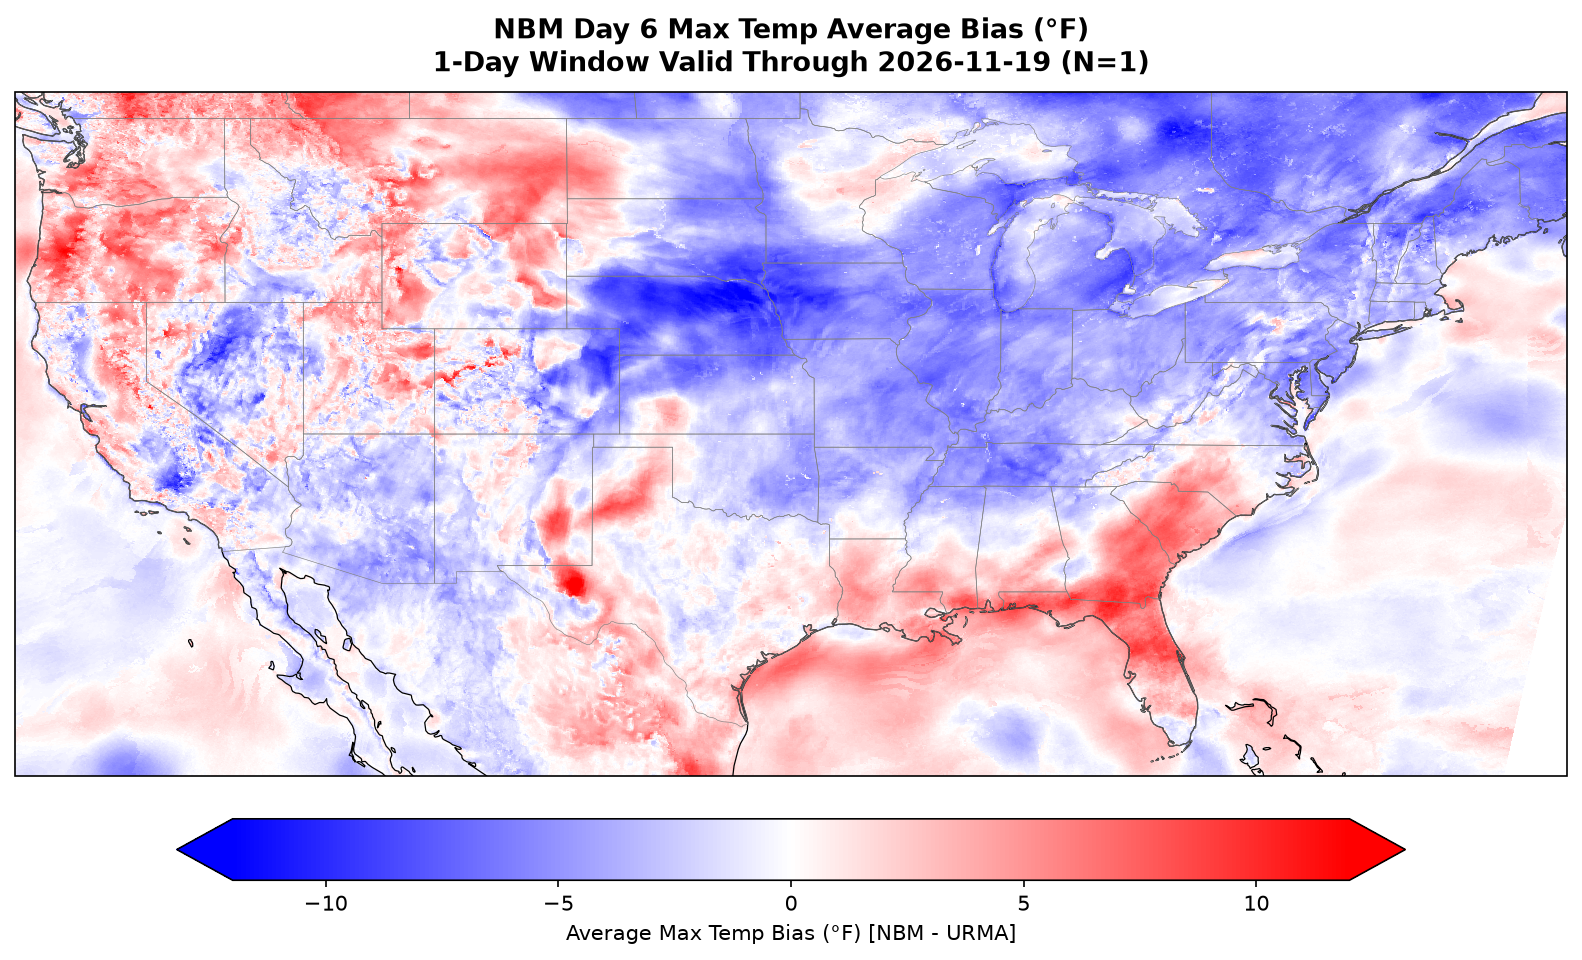 NBM Day 6 Max Temp Average Bias (°F)
1-Day Window Valid Through 2026-11-19 (N=1)
−10 −5 0 5 10
Average Max Temp Bias (°F) [NBM - URMA]